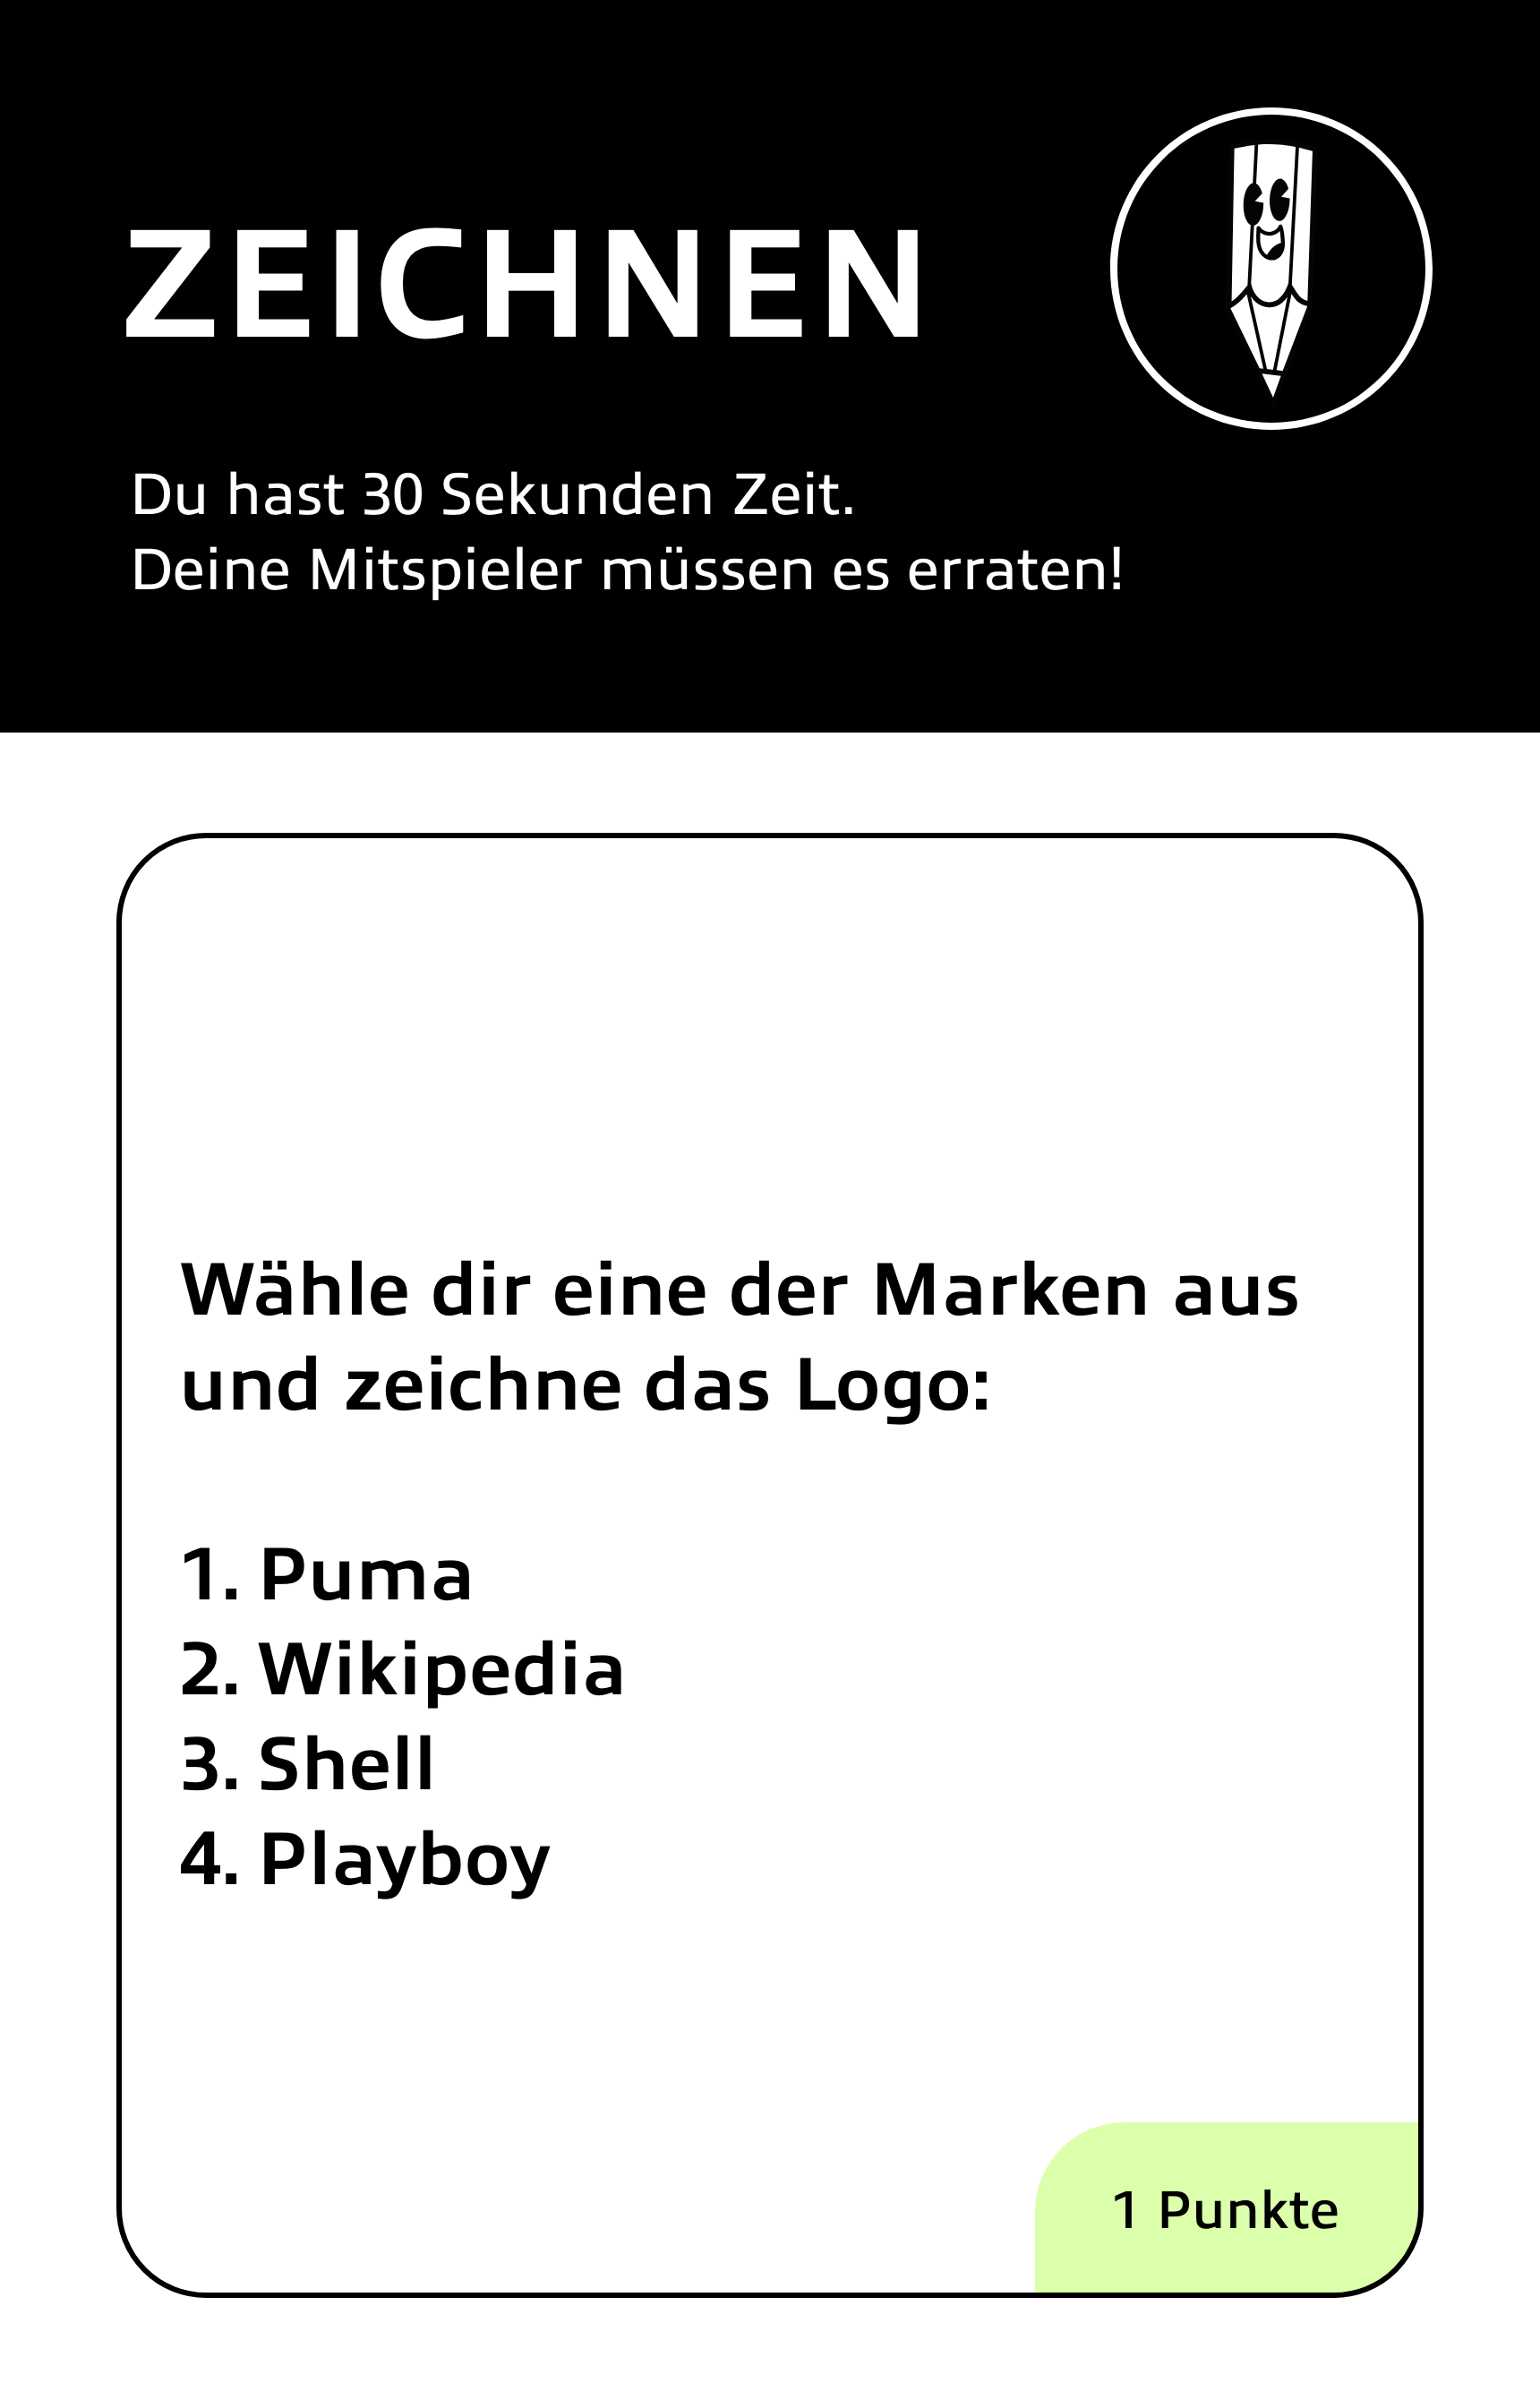 ZEICHNEN
Du hast 30 Sekunden Zeit.
Deine Mitspieler müssen es erraten!
Wähle dir eine der Marken aus
und zeichne das Logo:
1. Puma
2. Wikipedia
3. Shell
4. Playboy
1 Punkte